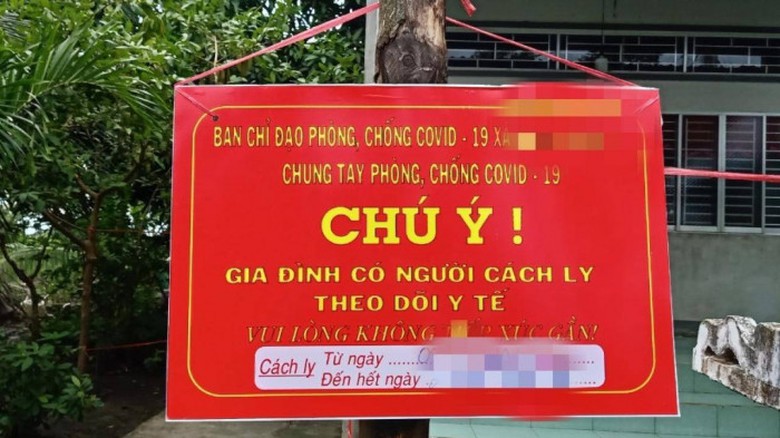 BAN CHỈ ĐẠO PHÒNG, CHỐNG COVID - 19 XÃ
CHUNG TAY PHÒNG, CHỐNG COVID - 19
CHÚ Ý !
GIA ĐÌNH CÓ NGƯỜI CÁCH LY
THEO DÕI Y TẾ
VUI LÒNG KHÔNG TIẾP XÚC GẦN!
Cách ly Từ ngày
Đến hết ngày